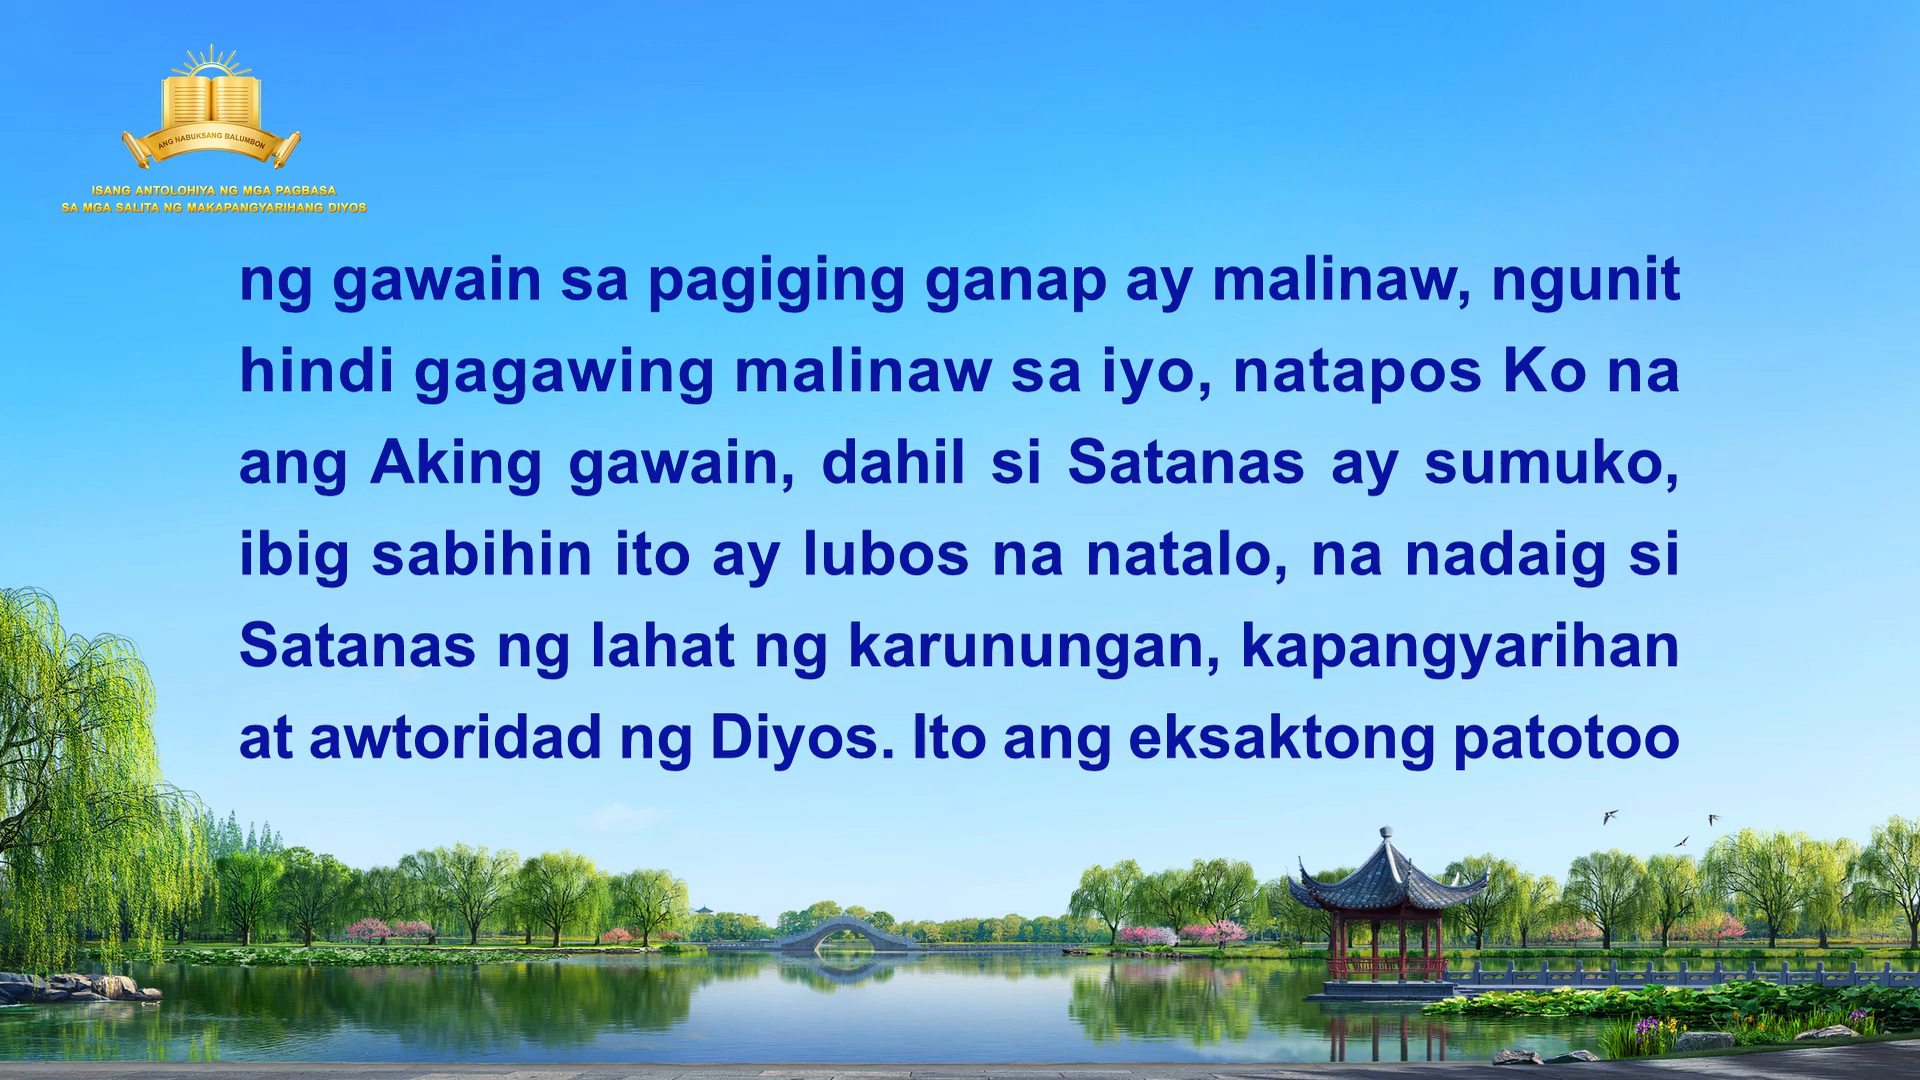 ANG NABUKSANG BALUMBON
ISANG ANTOLOHIYA NG MGA PAGBASA
SA MGA SALITA NG MAKAPANGYARIHANG DIYOS
ng gawain sa pagiging ganap ay malinaw, ngunit
hindi gagawing malinaw sa iyo, natapos Ko na
ang Aking gawain, dahil si Satanas ay sumuko,
ibig sabihin ito ay lubos na natalo, na nadaig si
Satanas ng lahat ng karunungan, kapangyarihan
at awtoridad ng Diyos. Ito ang eksaktong patotoo